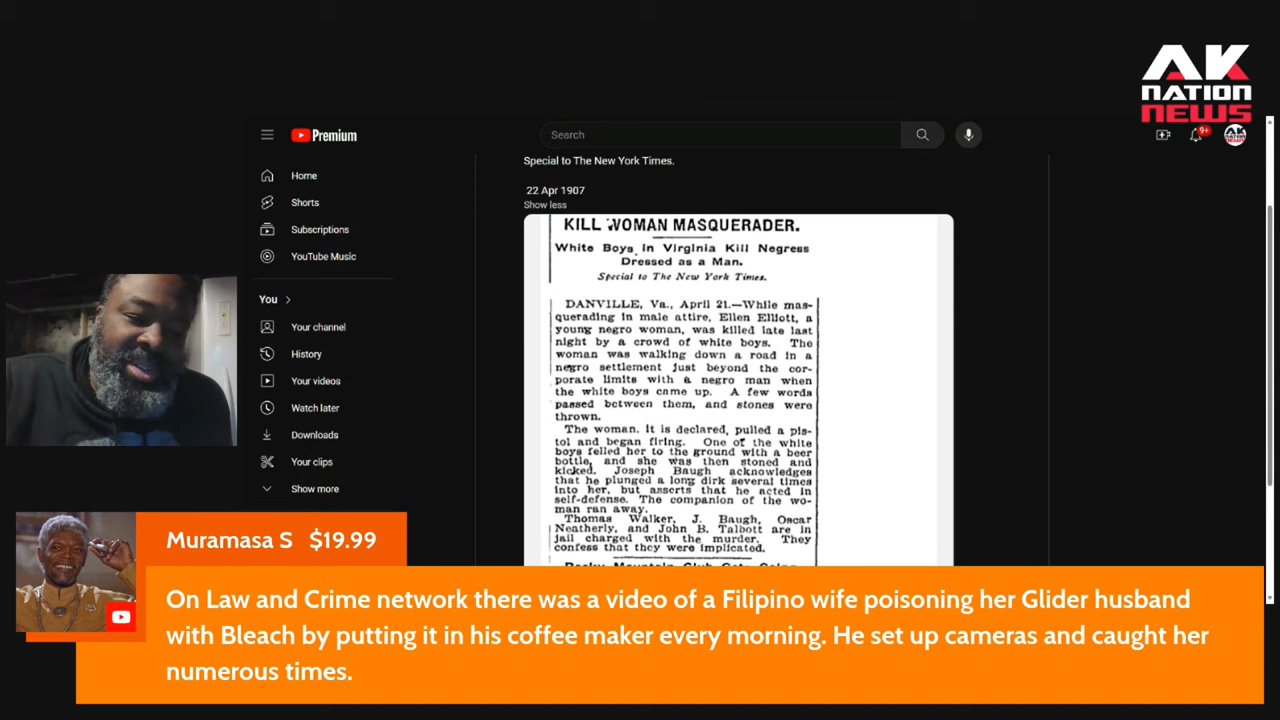 AK
NATION
NEWS
Premium
Search
9+
AK
NATION
NEWS
Home
Shorts
Subscriptions
YouTube Music
You
Your channel
History
Your videos
Watch later
Downloads
Your clips
Show more
Special to The New York Times.
22 Apr 1907
Show less
KILL WOMAN MASQUERADER.
White Boys in Virginia Kill Negress
Dressed as a Man.
Special to The New York Times.
DANVILLE, Va., April 21.—While mas-
querading in male attire, Ellen Elliott, a
young negro woman, was killed late last
night by a crowd of white boys. The
woman was walking down a road in a
negro settlement just beyond the cor-
porate limits with a negro man when
the white boys came up. A few words
passed between them, and stones were
thrown.
The woman, it is declared, pulled a pis-
tol and began firing. One of the white
boys felled her to the ground with a beer
bottle, and she was then stoned and
kicked. Joseph Baugh acknowledges
that he plunged a long dirk several times
into her, but asserts that he acted in
self-defense. The companion of the wo-
man ran away.
Thomas Walker, J. Baugh, Oscar
Neatherly, and John B. Talbott are in
jail charged with the murder. They
confess that they were implicated.
Muramasa S $19.99
On Law and Crime network there was a video of a Filipino wife poisoning her Glider husband
with Bleach by putting it in his coffee maker every morning. He set up cameras and caught her
numerous times.